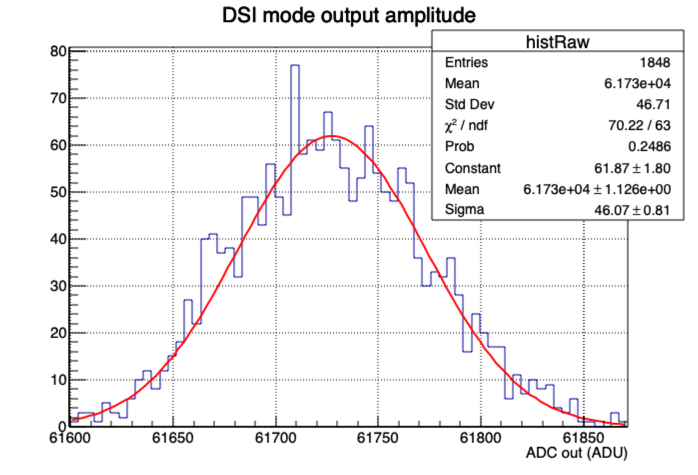 DSI mode output amplitude
histRaw
Entries 1848
Mean 6.173e+04
Std Dev 46.71
χ² / ndf 70.22 / 63
Prob 0.2486
Constant 61.87 ± 1.80
Mean 6.173e+04 ± 1.126e+00
Sigma 46.07 ± 0.81
80
70
60
50
40
30
20
10
0
61600 61650 61700 61750 61800 61850
ADC out (ADU)